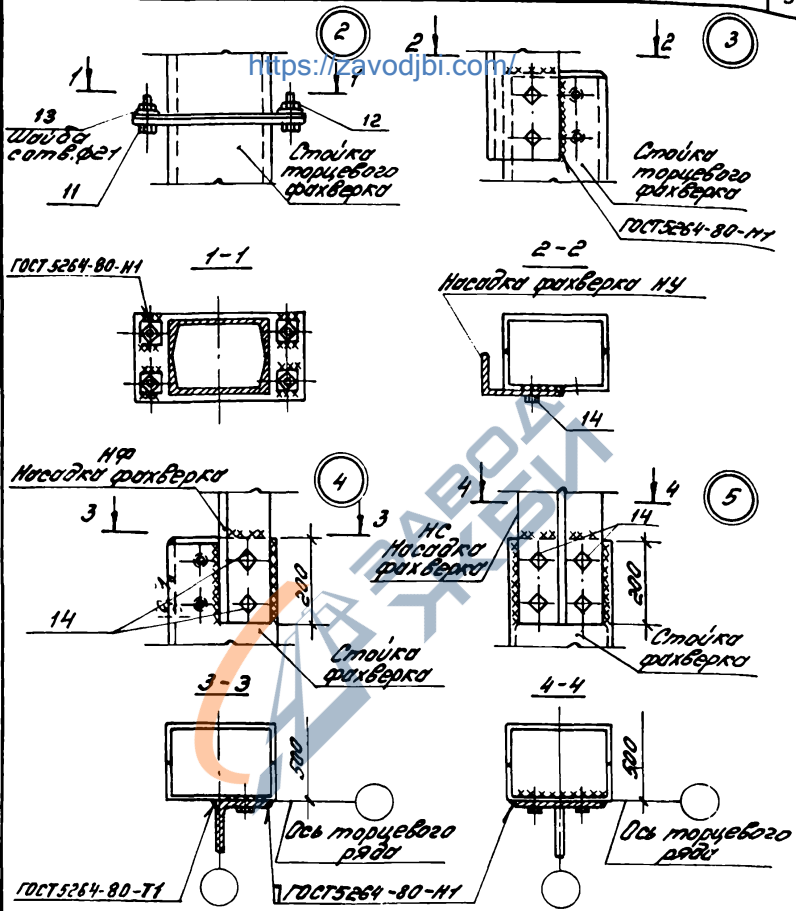 2
3
https://zavodjbi.com/
1
1
2
2
13
Шайба
с отв. ф21
11
12
Стойка
торцевого
фахверка
Стойка
торцевого
фахверка
ГОСТ 5264-80-Н1
ГОСТ 5264-80-Н1
1-1
2-2
Насадка фахверка НУ
14
НФ
Насадка фахверка
4
5
3
3
4
4
14
НС
Насадка
фахверка
200
200
14
Стойка
фахверка
Стойка
фахверка
ЗАВОД
ЖБИ
3-3
4-4
500
500
Ось торцевого
ряда
Ось торцевого
ряда
ГОСТ 5264-80-Т1
ГОСТ 5264-80-Н1